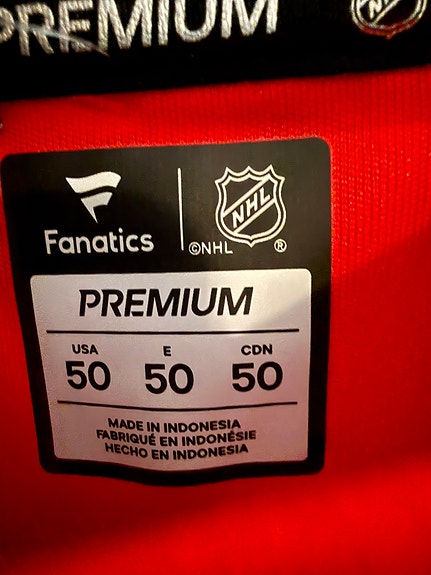 PREMIUM
NHL
Fanatics
©NHL
NHL
®
PREMIUM
USA E CDN
50 50 50
MADE IN INDONESIA
FABRIQUÉ EN INDONÉSIE
HECHO EN INDONESIA